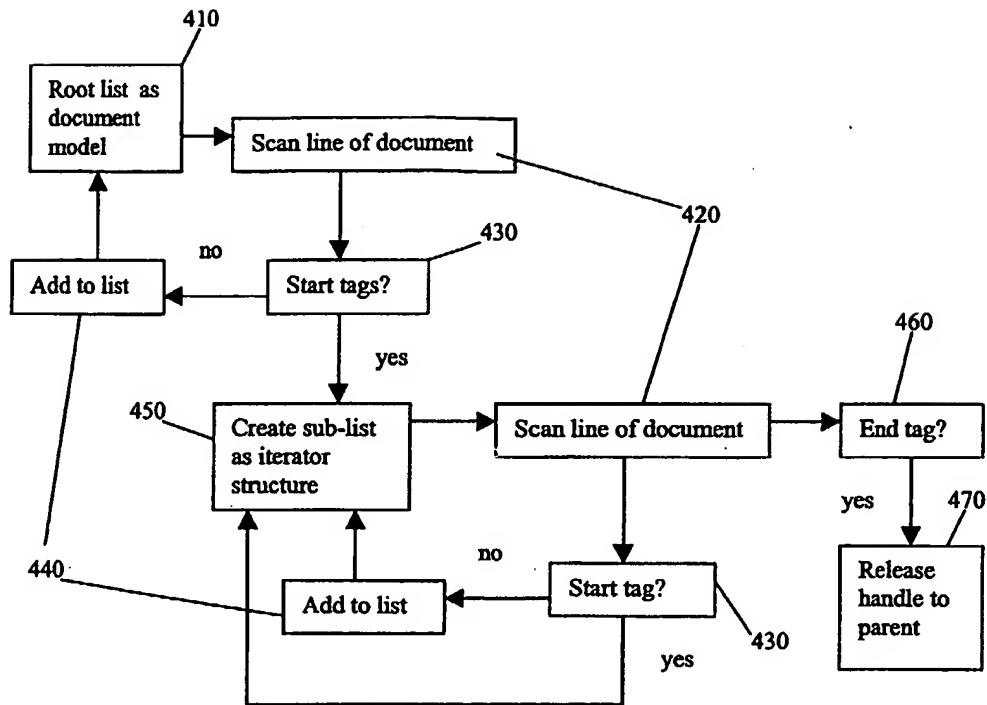 410
Root list as
document
model
Scan line of document
420
430
no
Add to list
Start tags?
yes
460
450
Create sub-list
as iterator
structure
Scan line of document
End tag?
yes
470
no
440
Add to list
Start tag?
Release
handle to
parent
430
yes